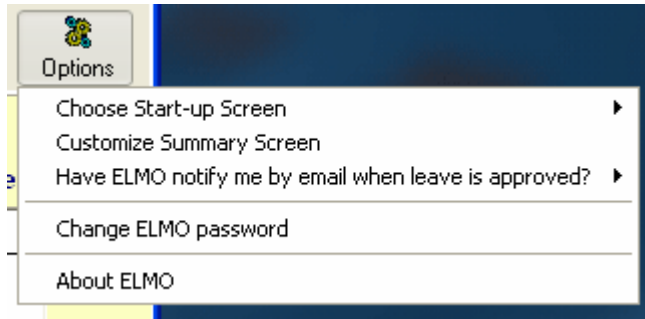 Options
Choose Start-up Screen
Customize Summary Screen
Have ELMO notify me by email when leave is approved?
e
Change ELMO password
About ELMO